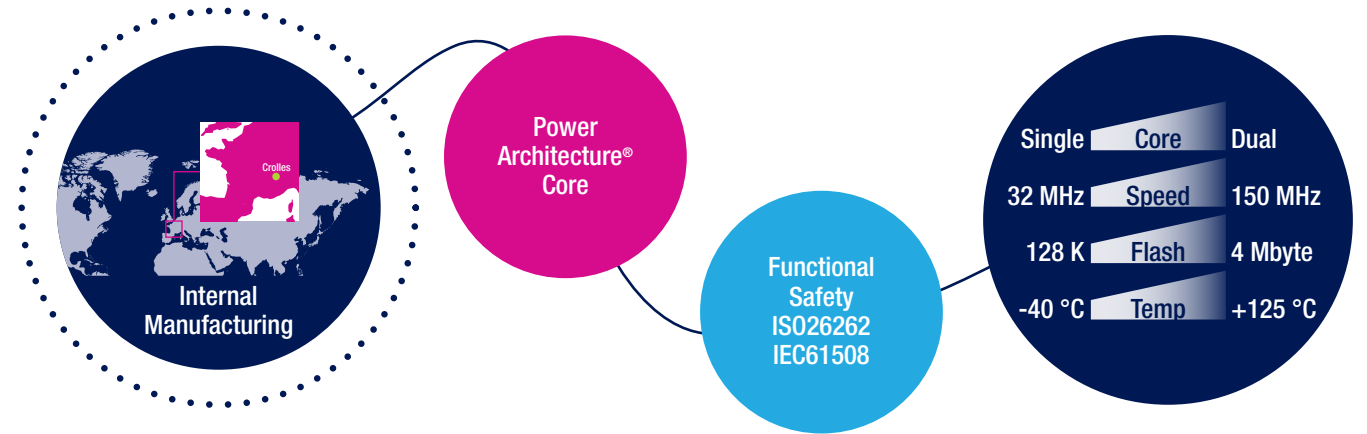 Crolles
Internal
Manufacturing
Power
Architecture®
Core
Functional
Safety
ISO26262
IEC61508
Single Core Dual
32 MHz Speed 150 MHz
128 K Flash 4 Mbyte
-40 °C Temp +125 °C